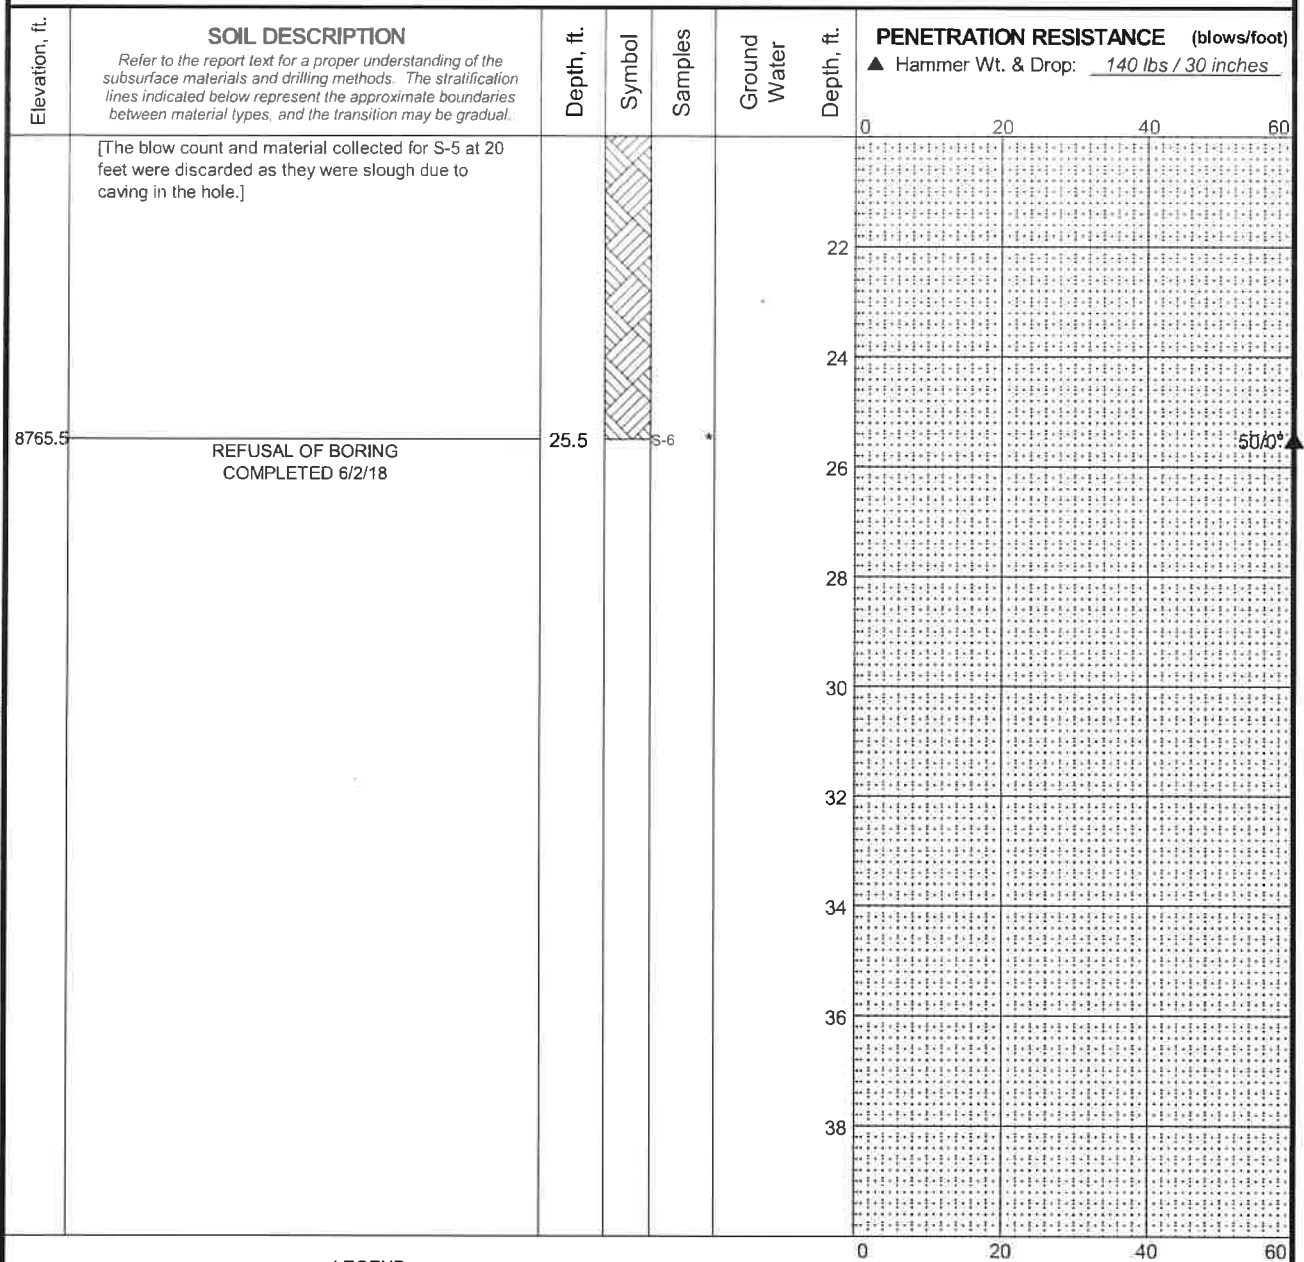 Elevation, ft.
SOIL DESCRIPTION
Refer to the report text for a proper understanding of the
subsurface materials and drilling methods. The stratification
lines indicated below represent the approximate boundaries
between material types, and the transition may be gradual.
Depth, ft.
Symbol
Samples
Ground
Water
Depth, ft.
PENETRATION RESISTANCE (blows/foot)
▲ Hammer Wt. & Drop: 140 lbs / 30 inches
0 20 40 60
[The blow count and material collected for S-5 at 20
feet were discarded as they were slough due to
caving in the hole.]
22
24
8765.5 25.5 S-6 * 50/0"
REFUSAL OF BORING
COMPLETED 6/2/18
26
28
30
32
34
36
38
0 20 40 60
LEGEND